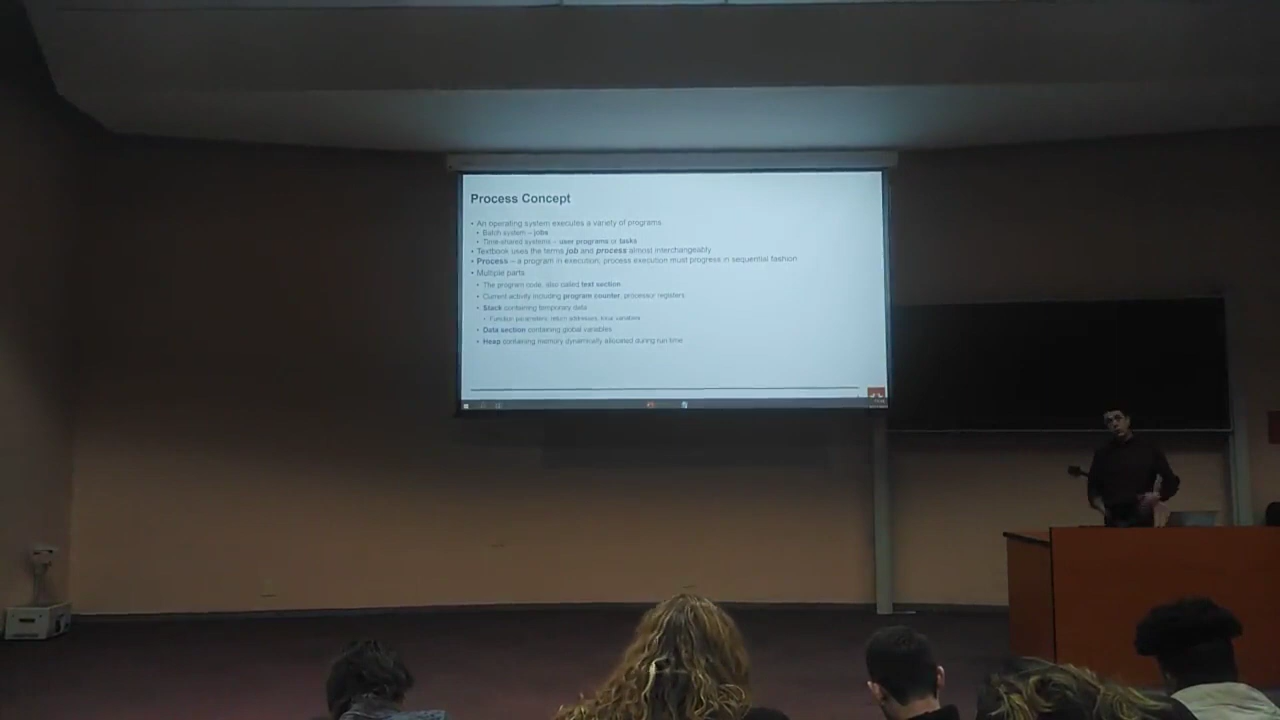 Process Concept
• An operating system executes a variety of programs
• Batch system – jobs
• Time-shared systems – user programs or tasks
• Textbook uses the terms job and process almost interchangeably
• Process – a program in execution; process execution must progress in sequential fashion
• Multiple parts
• The program code, also called text section
• Current activity including program counter, processor registers
• Stack containing temporary data
• Function parameters, return addresses, local variables
• Data section containing global variables
• Heap containing memory dynamically allocated during run time